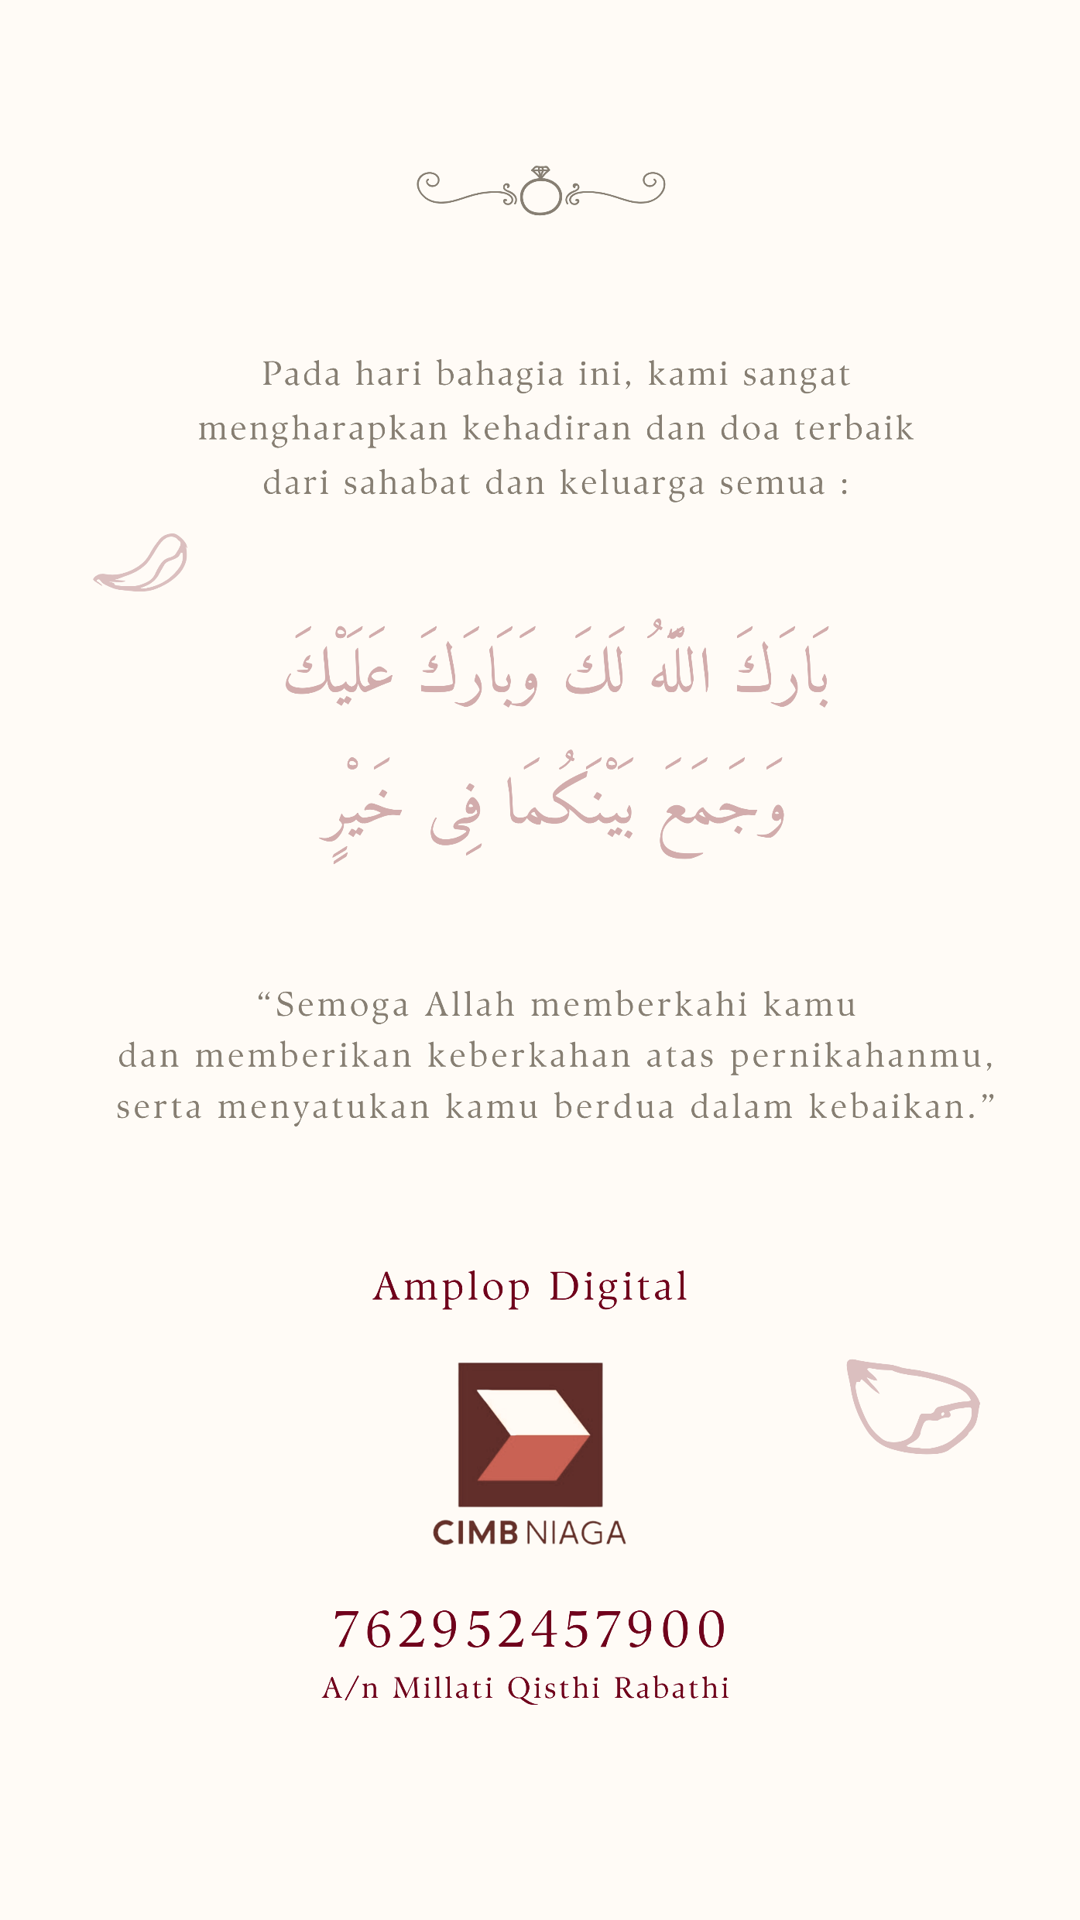 Pada hari bahagia ini, kami sangat
mengharapkan kehadiran dan doa terbaik
dari sahabat dan keluarga semua :
بَارَكَ اللّٰهُ لَكَ وَبَارَكَ عَلَيْكَ
وَجَمَعَ بَيْنَكُمَا فِى خَيْرٍ
“Semoga Allah memberkahi kamu
dan memberikan keberkahan atas pernikahanmu,
serta menyatukan kamu berdua dalam kebaikan.”
Amplop Digital
CIMB NIAGA
762952457900
A/n Millati Qisthi Rabathi